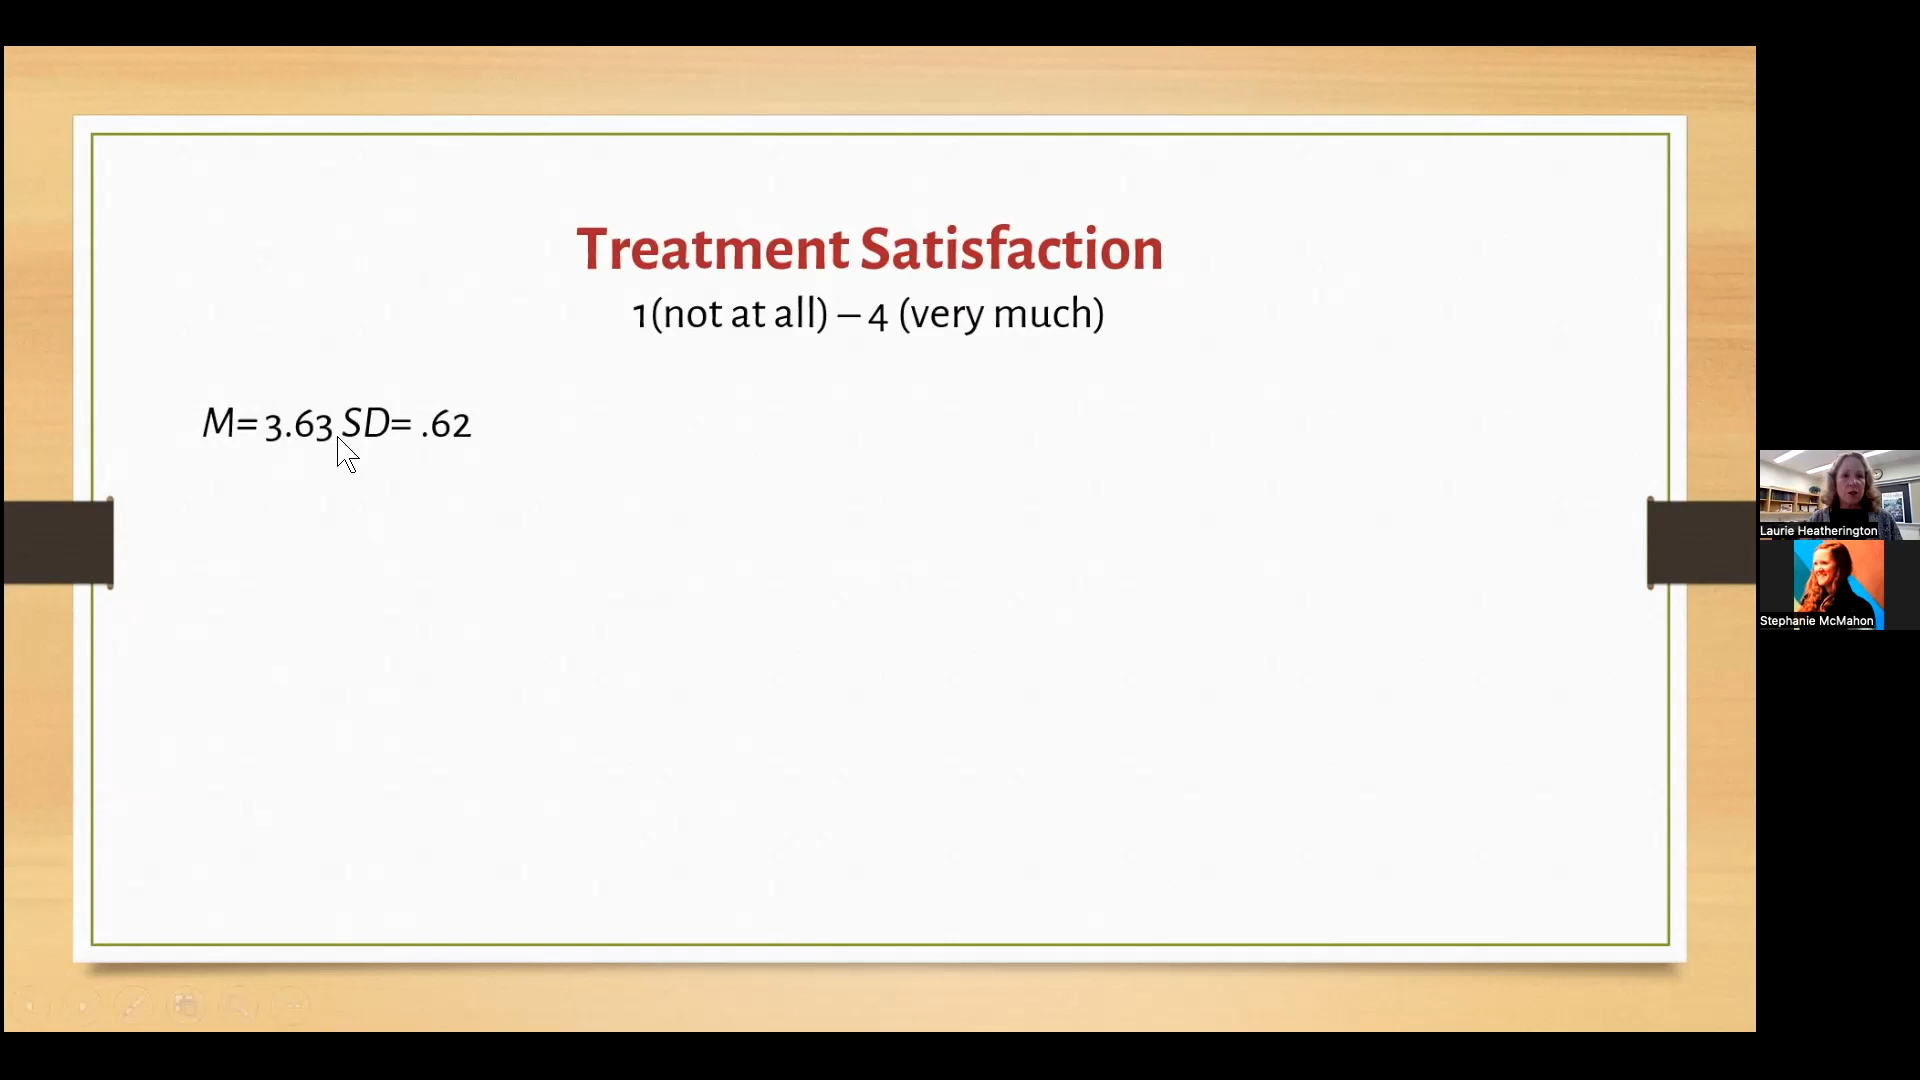 Treatment Satisfaction
1(not at all) – 4 (very much)
M= 3.63 SD= .62
Laurie Heatherington
Stephanie McMahon